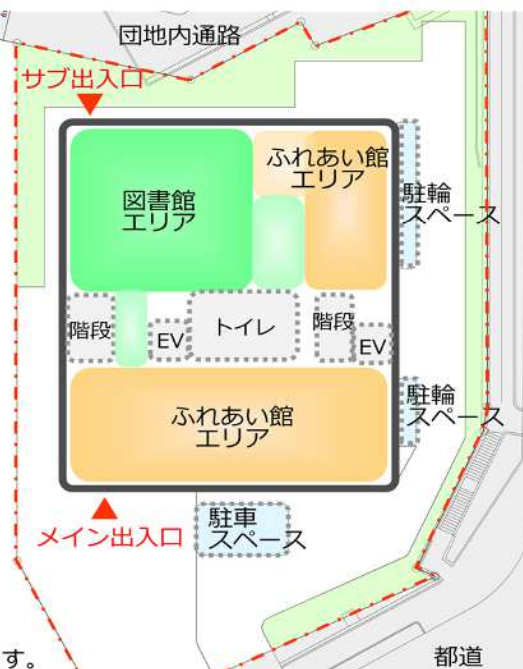 団地内通路
サブ出入口
ふれあい館
エリア
図書館
エリア
駐輪
スペース
階段
EV
トイレ
階段
EV
ふれあい館
エリア
駐輪
スペース
駐車
スペース
メイン出入口
す。
都道